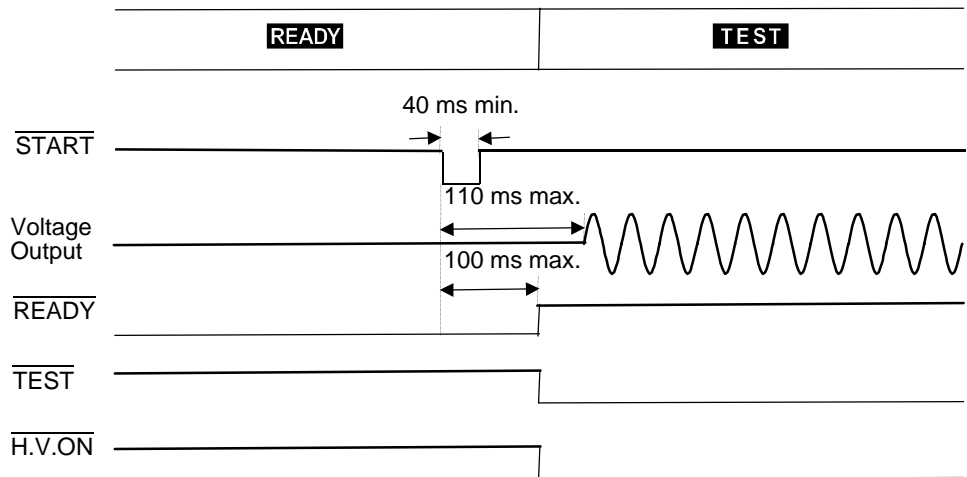 READY TEST
40 ms min.
START
110 ms max.
Voltage
Output
100 ms max.
READY
TEST
H.V.ON